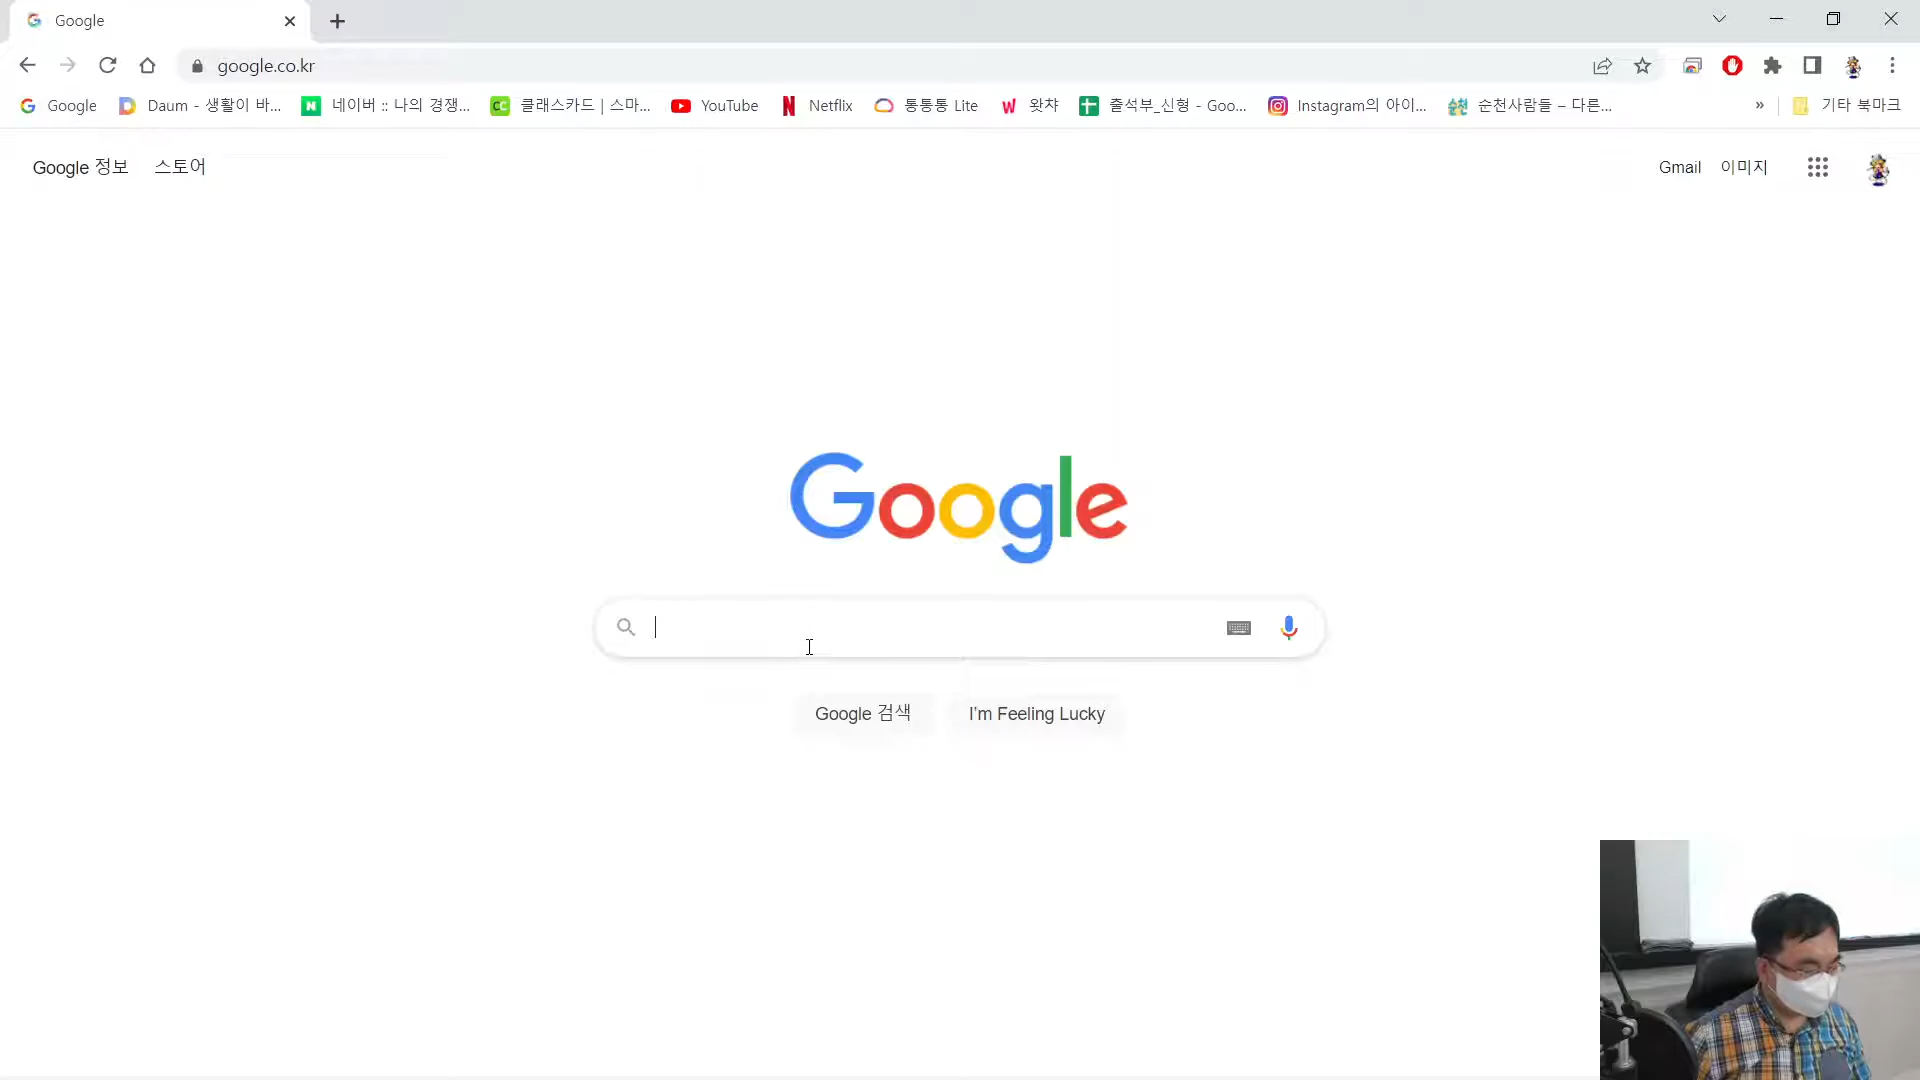 Google
google.co.kr
Google Daum - 생활이 바... 네이버 :: 나의 경쟁... 클래스카드 | 스마... YouTube Netflix 통통통 Lite 왓챠 출석부_신형 - Goo... Instagram의 아이... 순천사람들 – 다른... » 기타 북마크
Google 정보 스토어 Gmail 이미지
Google
Google 검색 I'm Feeling Lucky